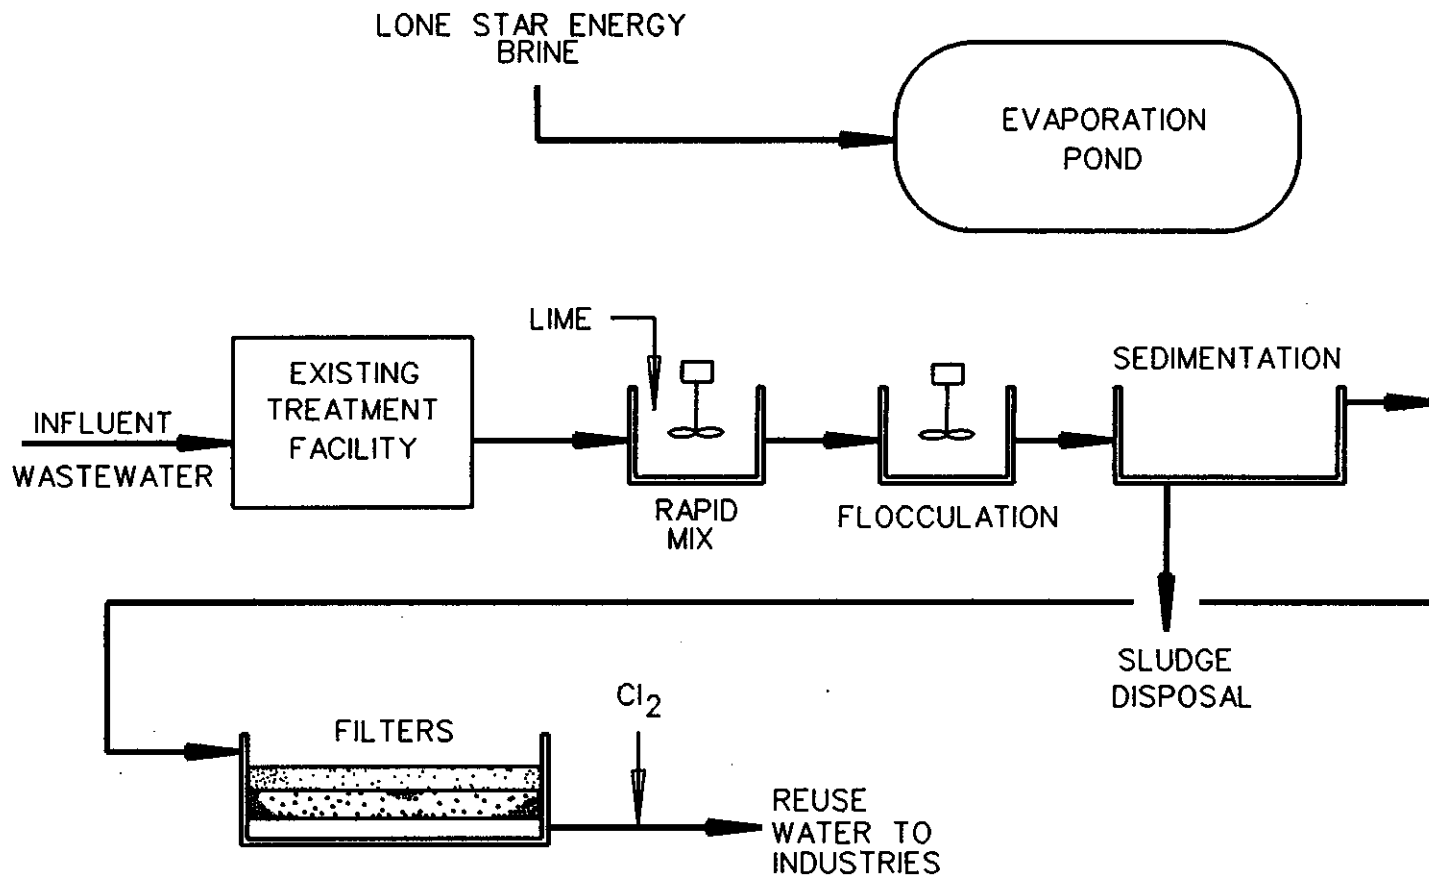 LONE STAR ENERGY
BRINE
EVAPORATION
POND
LIME
SEDIMENTATION
EXISTING
TREATMENT
FACILITY
INFLUENT
WASTEWATER
RAPID
MIX
FLOCCULATION
SLUDGE
DISPOSAL
FILTERS
Cl2
REUSE
WATER TO
INDUSTRIES